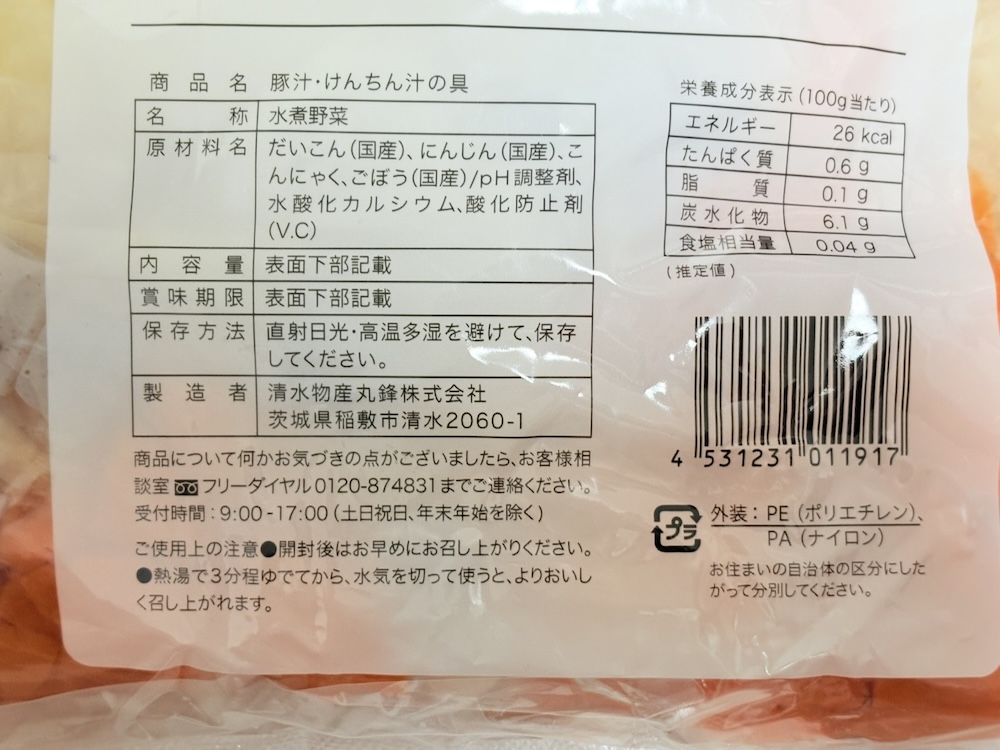 商品名 豚汁・けんちん汁の具
名称 水煮野菜
原材料名 だいこん(国産)、にんじん(国産)、こ
んにゃく、ごぼう(国産)/pH調整剤、
水酸化カルシウム、酸化防止剤
(V.C)
内容量 表面下部記載
賞味期限 表面下部記載
保存方法 直射日光・高温多湿を避けて、保存
してください。
製造者 清水物産丸鋒株式会社
茨城県稲敷市清水2060-1
商品について何かお気づきの点がございましたら、お客様相
談室 フリーダイヤル0120-874831までご連絡ください。
受付時間：9:00-17:00(土日祝日、年末年始を除く)
ご使用上の注意●開封後はお早めにお召し上がりください。
●熱湯で3分程ゆでてから、水気を切って使うと、よりおいし
く召し上がれます。
栄養成分表示(100g当たり)
エネルギー 26 kcal
たんぱく質 0.6 g
脂質 0.1 g
炭水化物 6.1 g
食塩相当量 0.04 g
(推定値)
4 531231 011917
プラ 外装：PE(ポリエチレン)、
PA(ナイロン)
お住まいの自治体の区分にした
がって分別してください。